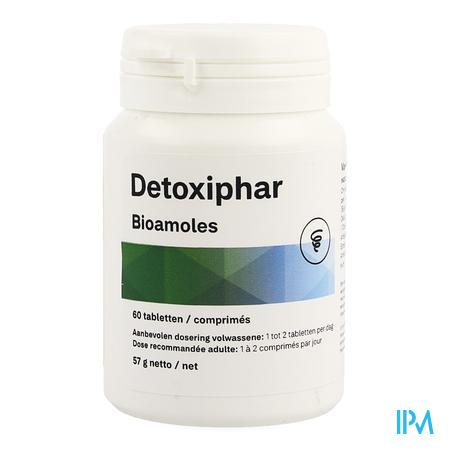 Detoxiphar
Bioamoles
60 tabletten / comprimés
Aanbevolen dosering volwassene: 1 tot 2 tabletten per dag
Dose recommandée adulte: 1 à 2 comprimés par jour
57 g netto / net
IPM